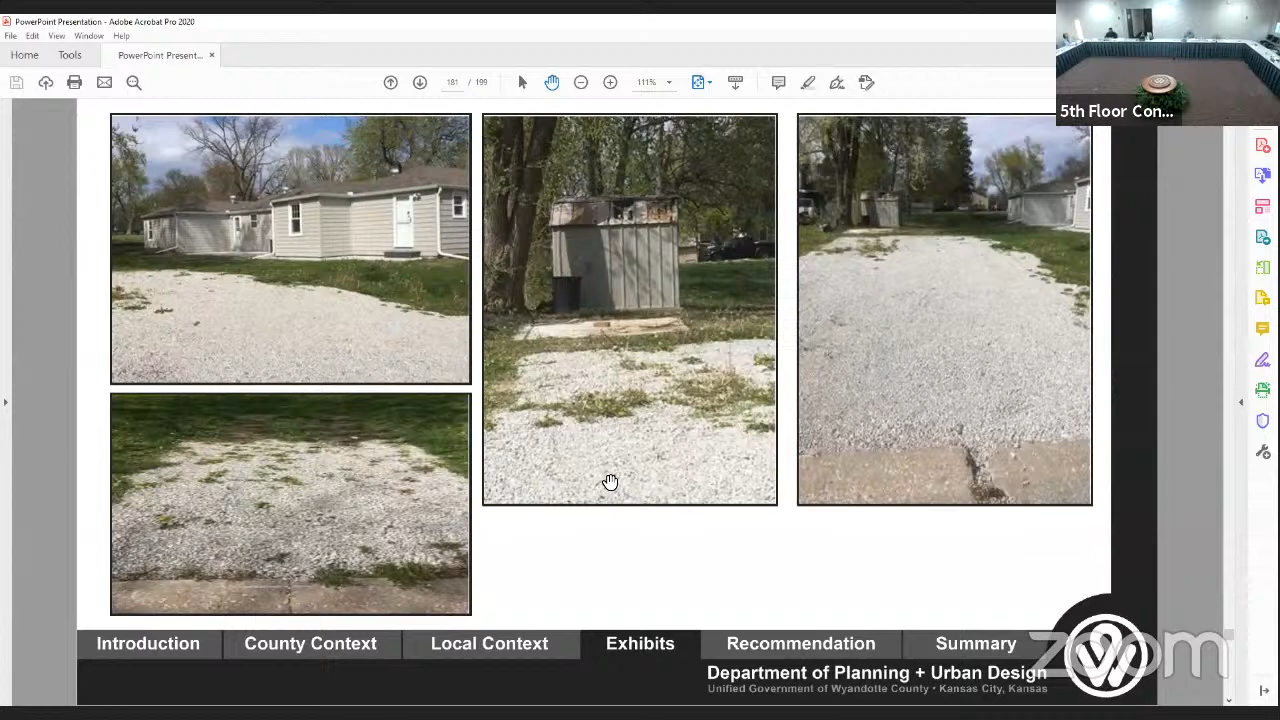 PowerPoint Presentation - Adobe Acrobat Pro 2020
File Edit View Window Help
Home Tools PowerPoint Present... ×
181 / 199 111%
5th Floor Con...
Introduction County Context Local Context Exhibits Recommendation Summary
zoom
Department of Planning + Urban Design
Unified Government of Wyandotte County • Kansas City, Kansas